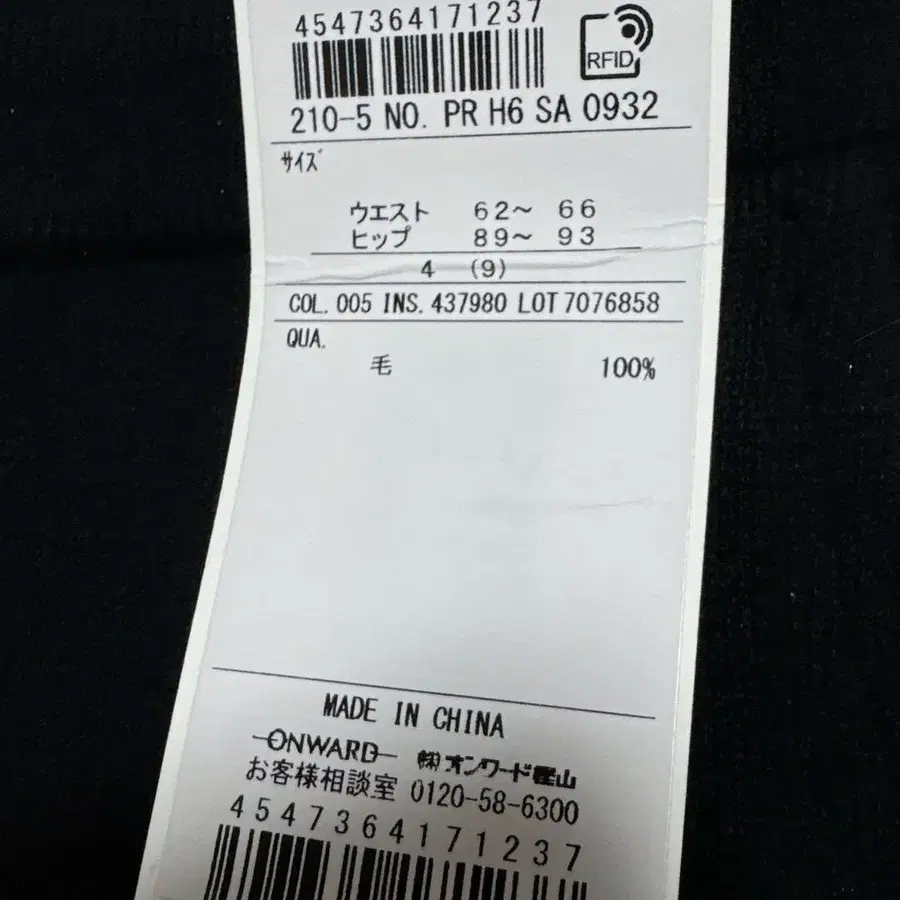 4547364171237
RFID
210-5 NO. PR H6 SA 0932
サイズ
ウエスト 62〜 66
ヒップ 89〜 93
4 (9)
COL. 005 INS. 437980 LOT 7076858
QUA.
毛 100%
MADE IN CHINA
ONWARD ㈱オンワード樫山
お客様相談室 0120-58-6300
4547364171237